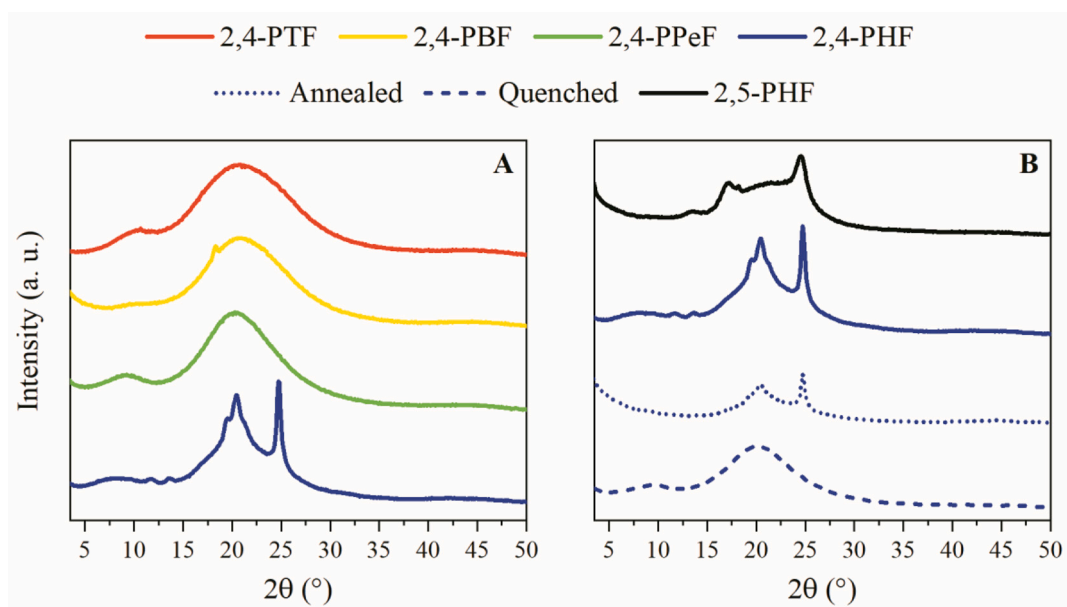 2,4-PTF 2,4-PBF 2,4-PPeF 2,4-PHF
Annealed Quenched 2,5-PHF
A
B
Intensity (a. u.)
5 10 15 20 25 30 35 40 45 50
5 10 15 20 25 30 35 40 45 50
2θ (°)
2θ (°)